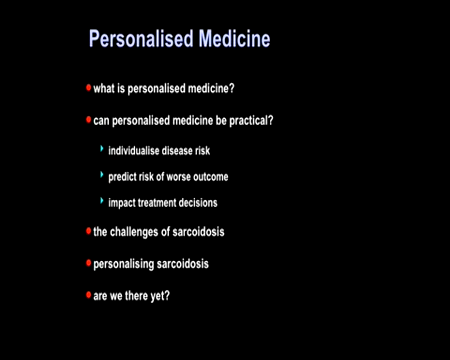 Personalised Medicine
what is personalised medicine?
can personalised medicine be practical?
individualise disease risk
predict risk of worse outcome
impact treatment decisions
the challenges of sarcoidosis
personalising sarcoidosis
are we there yet?